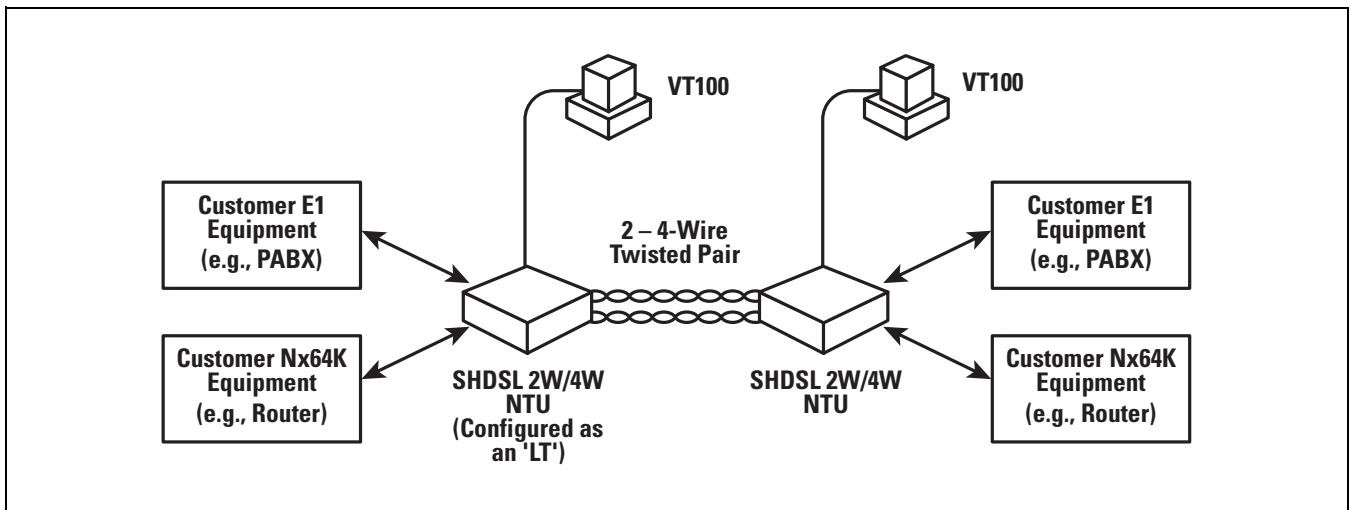 VT100
VT100
Customer E1
Equipment
(e.g., PABX)
2 – 4-Wire
Twisted Pair
Customer E1
Equipment
(e.g., PABX)
Customer Nx64K
Equipment
(e.g., Router)
SHDSL 2W/4W
NTU
(Configured as
an 'LT')
SHDSL 2W/4W
NTU
Customer Nx64K
Equipment
(e.g., Router)